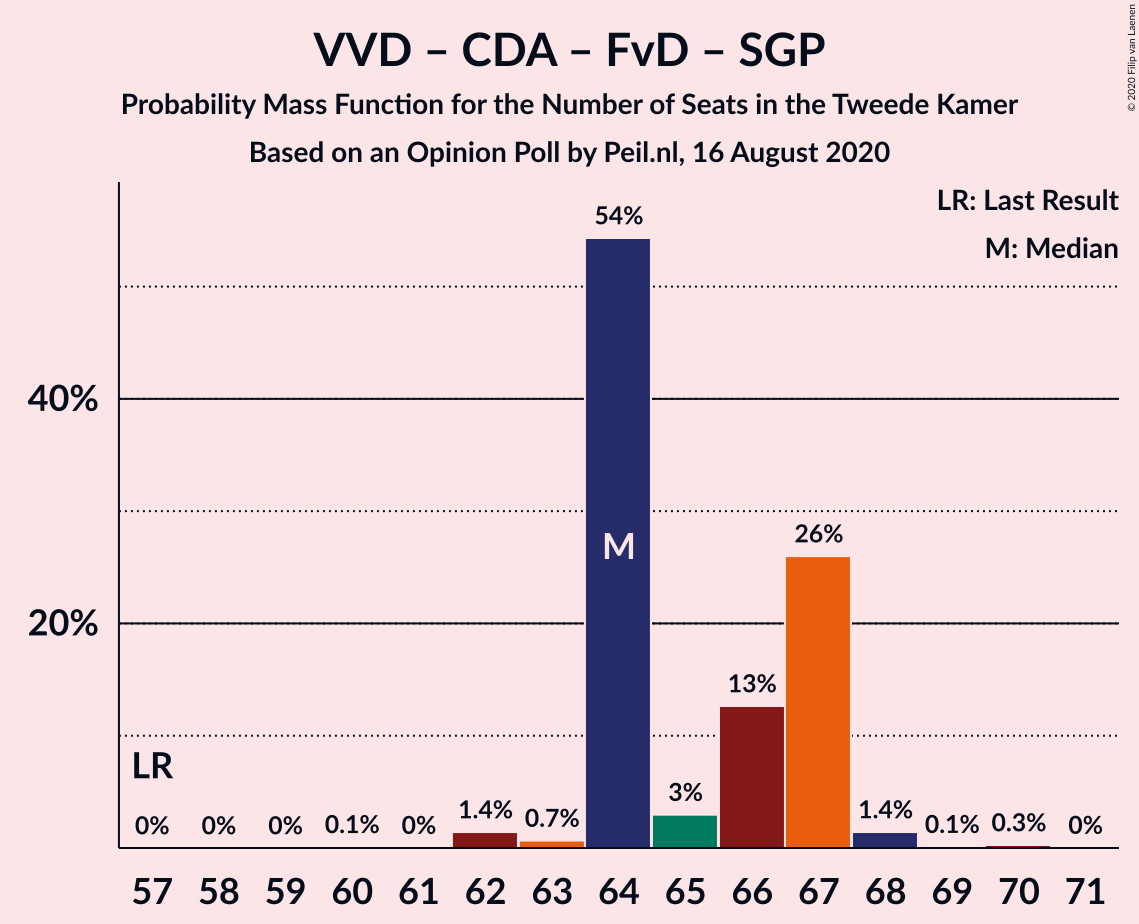 VVD – CDA – FvD – SGP
Probability Mass Function for the Number of Seats in the Tweede Kamer
Based on an Opinion Poll by Peil.nl, 16 August 2020
© 2020 Filip van Laenen
LR: Last Result
M: Median
54%
40%
M
26%
20%
13%
LR
0% 0% 0% 0.1% 0% 1.4% 0.7% 3% 1.4% 0.1% 0.3% 0%
57 58 59 60 61 62 63 64 65 66 67 68 69 70 71